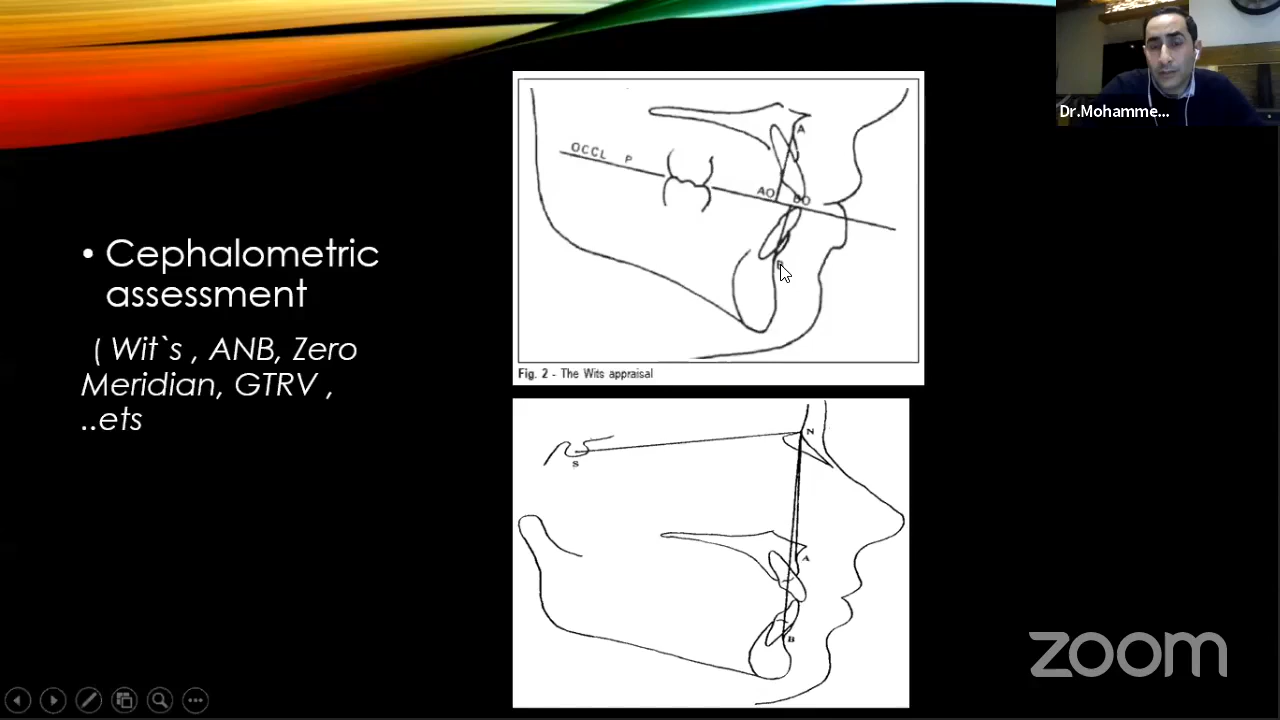 Dr.Mohamme...
A
OCCL P
AO BO
B
• Cephalometric
assessment
( Wit`s , ANB, Zero
Meridian, GTRV ,
..ets
Fig. 2 - The Wits appraisal
N
S
A
B
zoom